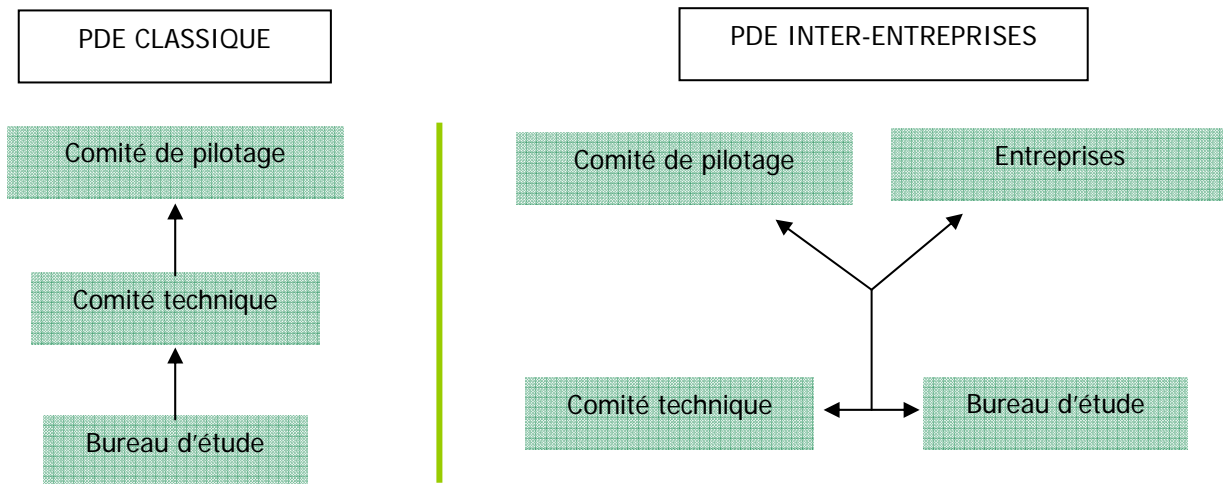 PDE CLASSIQUE
PDE INTER-ENTREPRISES
Comité de pilotage
Comité technique
Bureau d'étude
Comité de pilotage
Entreprises
Comité technique
Bureau d'étude